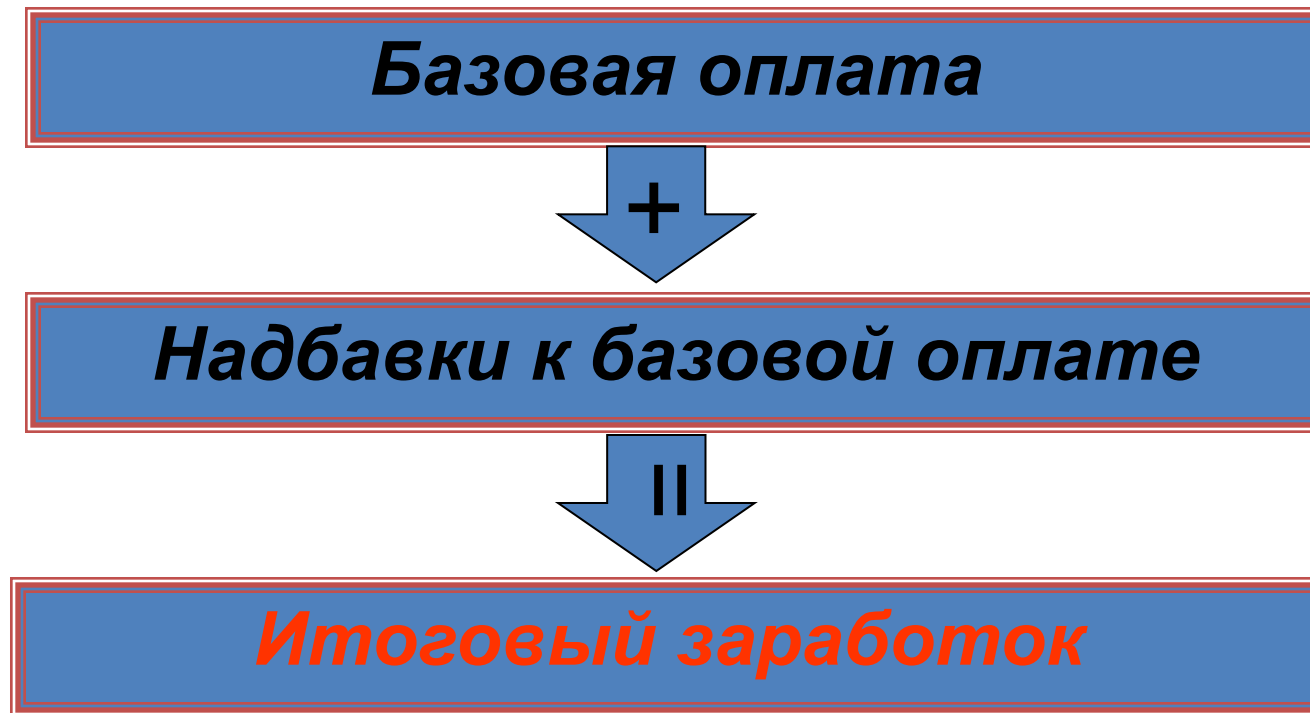 Базовая оплата
+
Надбавки к базовой оплате
=
Итоговый заработок